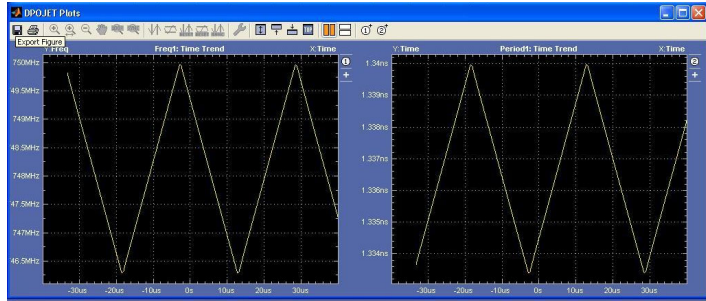 DPOJET Plots
Export Figure
Y:Freq Freq1: Time Trend X:Time
750MHz
49.5MHz
749MHz
48.5MHz
748MHz
47.5MHz
747MHz
46.5MHz
-30us -20us -10us 0s 10us 20us 30us
1
Y:Time Period1: Time Trend X:Time
1.34ns
1.339ns
1.338ns
1.337ns
1.336ns
1.335ns
1.334ns
-30us -20us -10us 0s 10us 20us 30us
2